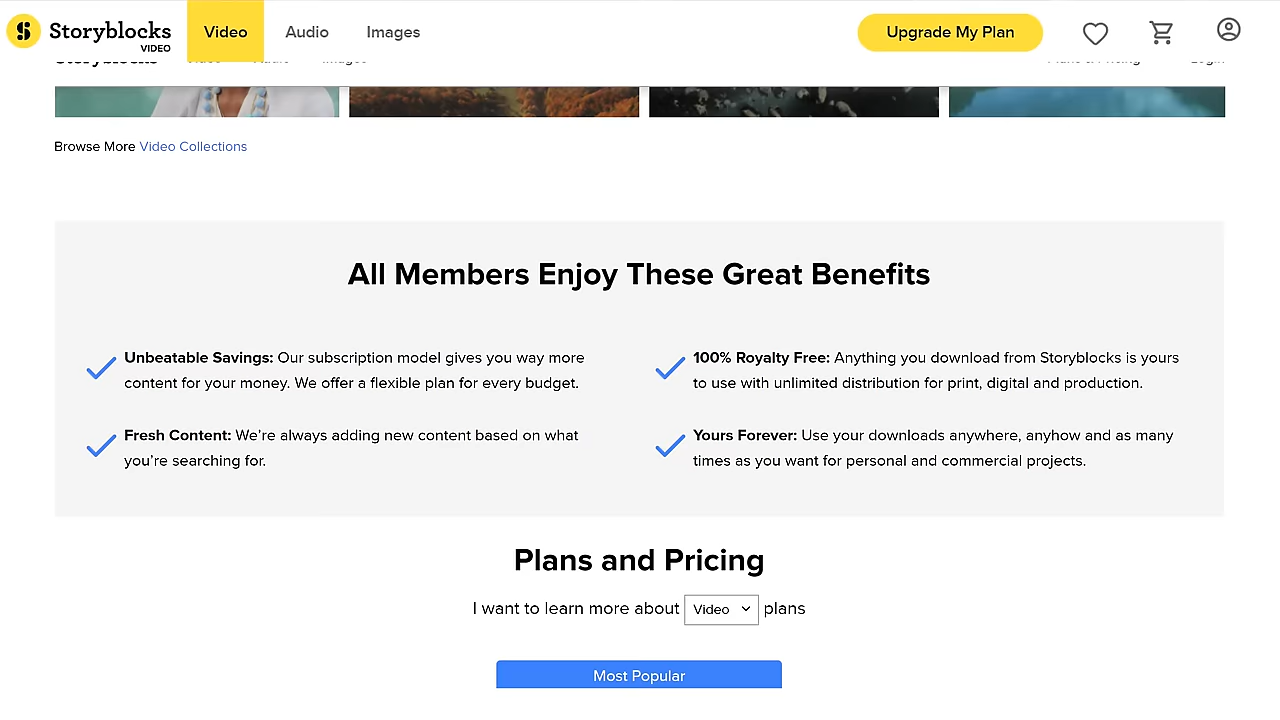 Storyblocks
VIDEO
Video
Audio
Images
Upgrade My Plan
Browse More Video Collections
All Members Enjoy These Great Benefits
Unbeatable Savings: Our subscription model gives you way more
content for your money. We offer a flexible plan for every budget.
100% Royalty Free: Anything you download from Storyblocks is yours
to use with unlimited distribution for print, digital and production.
Fresh Content: We're always adding new content based on what
you're searching for.
Yours Forever: Use your downloads anywhere, anyhow and as many
times as you want for personal and commercial projects.
Plans and Pricing
I want to learn more about Video plans
Most Popular